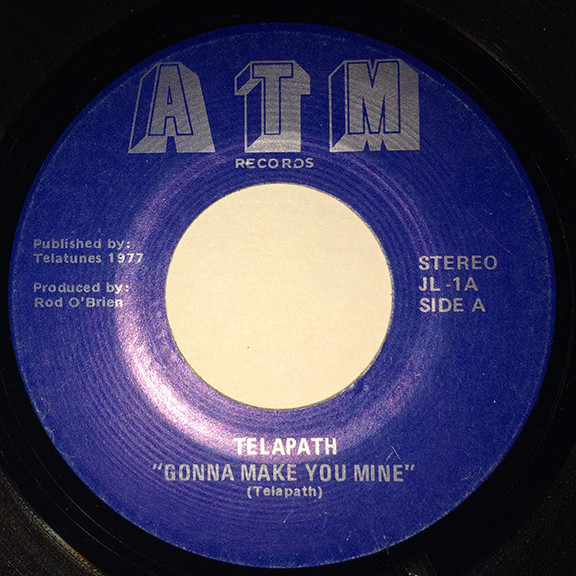 ATM
RECORDS
Published by:
Telatunes 1977
Produced by:
Rod O'Brien
STEREO
JL-1A
SIDE A
TELAPATH
"GONNA MAKE YOU MINE"
(Telapath)